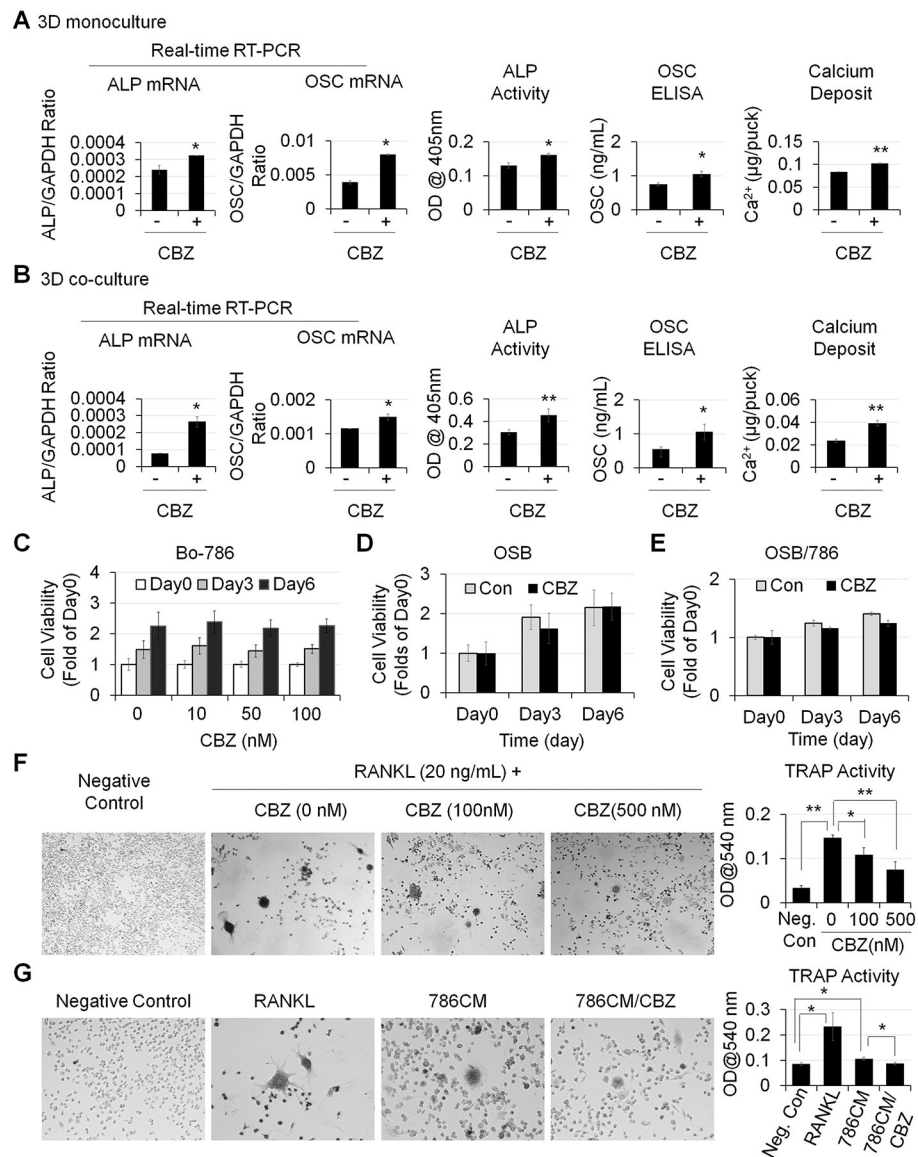 A 3D monoculture
Real-time RT-PCR
ALP mRNA
OSC mRNA
ALP
Activity
OSC
ELISA
Calcium
Deposit
ALP/GAPDH Ratio
0.0004
0.0003
0.0002
0.0001
0
*
- +
CBZ
OSC/GAPDH
Ratio
0.01
0.005
0
*
- +
CBZ
OD @ 405nm
0.2
0.1
0
*
- +
CBZ
OSC (ng/mL)
2
1
0
*
- +
CBZ
Ca2+ (µg/puck)
0.15
0.1
0.05
0
**
- +
CBZ
B 3D co-culture
Real-time RT-PCR
ALP mRNA
OSC mRNA
ALP
Activity
OSC
ELISA
Calcium
Deposit
ALP/GAPDH Ratio
0.0004
0.0003
0.0002
0.0001
0
*
- +
CBZ
OSC/GAPDH
Ratio
0.002
0.001
0
*
- +
CBZ
OD @ 405nm
0.6
0.4
0.2
0
**
- +
CBZ
OSC (ng/mL)
2
1
0
*
- +
CBZ
Ca2+ (µg/puck)
0.06
0.04
0.02
0
**
- +
CBZ
C Bo-786
Cell Viability
(Fold of Day0)
4
3
2
1
0
Day0 Day3 Day6
0 10 50 100
CBZ (nM)
D OSB
Cell Viability
(Folds of Day0)
3
2
1
0
Con CBZ
Day0 Day3 Day6
Time (day)
E OSB/786
Cell Viability
(Fold of Day0)
2
1
0
Con CBZ
Day0 Day3 Day6
Time (day)
F
Negative
Control
RANKL (20 ng/mL) +
CBZ (0 nM) CBZ (100nM) CBZ(500 nM)
TRAP Activity
OD@540 nm
0.2
0.1
0
** * **
Neg.
Con
0 100 500
CBZ(nM)
G
Negative Control RANKL 786CM 786CM/CBZ
TRAP Activity
OD@540 nm
0.3
0.2
0.1
0
* * *
Neg. Con
RANKL
786CM
786CM/
CBZ